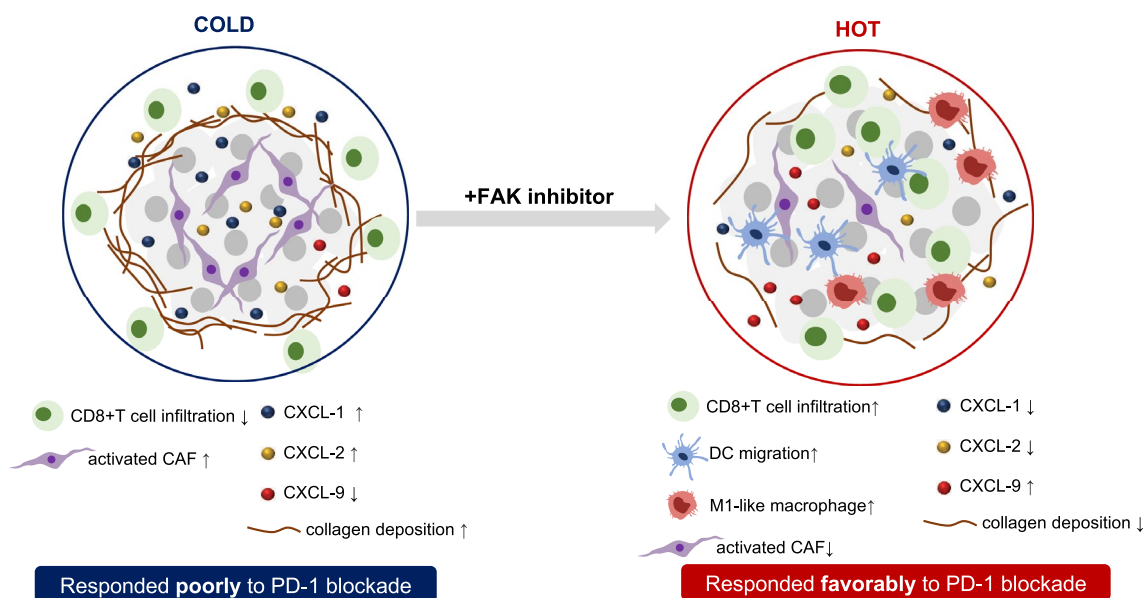 COLD
HOT
+FAK inhibitor
CD8+T cell infiltration ↓
activated CAF ↑
CXCL-1 ↑
CXCL-2 ↑
CXCL-9 ↓
collagen deposition ↑
Responded poorly to PD-1 blockade
CD8+T cell infiltration↑
DC migration↑
M1-like macrophage↑
activated CAF↓
CXCL-1 ↓
CXCL-2 ↓
CXCL-9 ↑
collagen deposition ↓
Responded favorably to PD-1 blockade